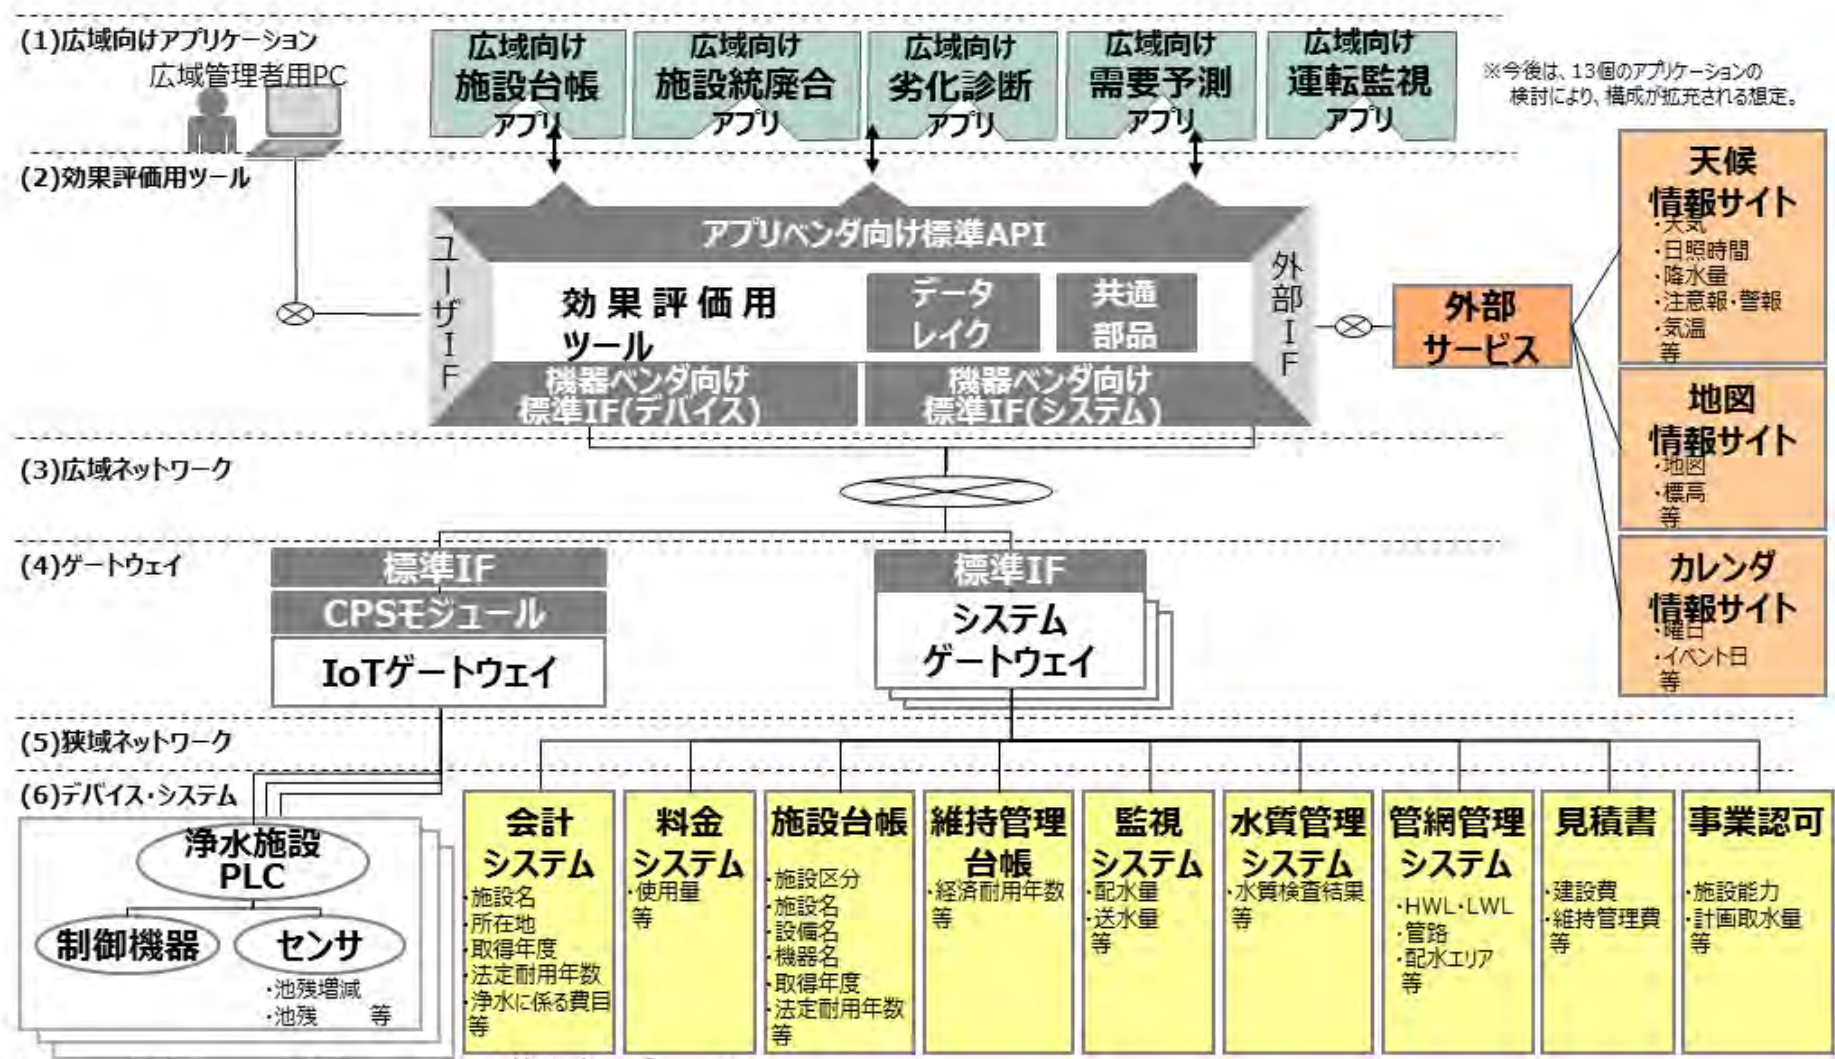 (1)広域向けアプリケーション
広域管理者用PC
広域向け
施設台帳
アプリ
広域向け
施設統廃合
アプリ
広域向け
劣化診断
アプリ
広域向け
需要予測
アプリ
広域向け
運転監視
アプリ
※今後は、13個のアプリケーションの
検討により、構成が拡充される想定。
(2)効果評価用ツール
アプリベンダ向け標準API
ユーザIF
効果評価用
ツール
データ
レイク
共通
部品
外部IF
機器ベンダ向け
標準IF(デバイス)
機器ベンダ向け
標準IF(システム)
外部
サービス
天候
情報サイト
・天気
・日照時間
・降水量
・注意報・警報
・気温
等
地図
情報サイト
・地図
・標高
等
カレンダ
情報サイト
・曜日
・イベント日
等
(3)広域ネットワーク
(4)ゲートウェイ
標準IF
CPSモジュール
IoTゲートウェイ
標準IF
システム
ゲートウェイ
(5)狭域ネットワーク
(6)デバイス・システム
浄水施設
PLC
制御機器
センサ
・池残増減
・池残 等
会計
システム
・施設名
・所在地
・取得年度
・法定耐用年数
・浄水に係る費目
等
料金
システム
・使用量
等
施設台帳
・施設区分
・施設名
・設備名
・機器名
・取得年度
・法定耐用年数
等
維持管理
台帳
・経済耐用年数
等
監視
システム
・配水量
・送水量
等
水質管理
システム
・水質検査結果
等
管網管理
システム
・HWL・LWL
・管路
・配水エリア
等
見積書
・建設費
・維持管理費
等
事業認可
・施設能力
・計画取水量
等